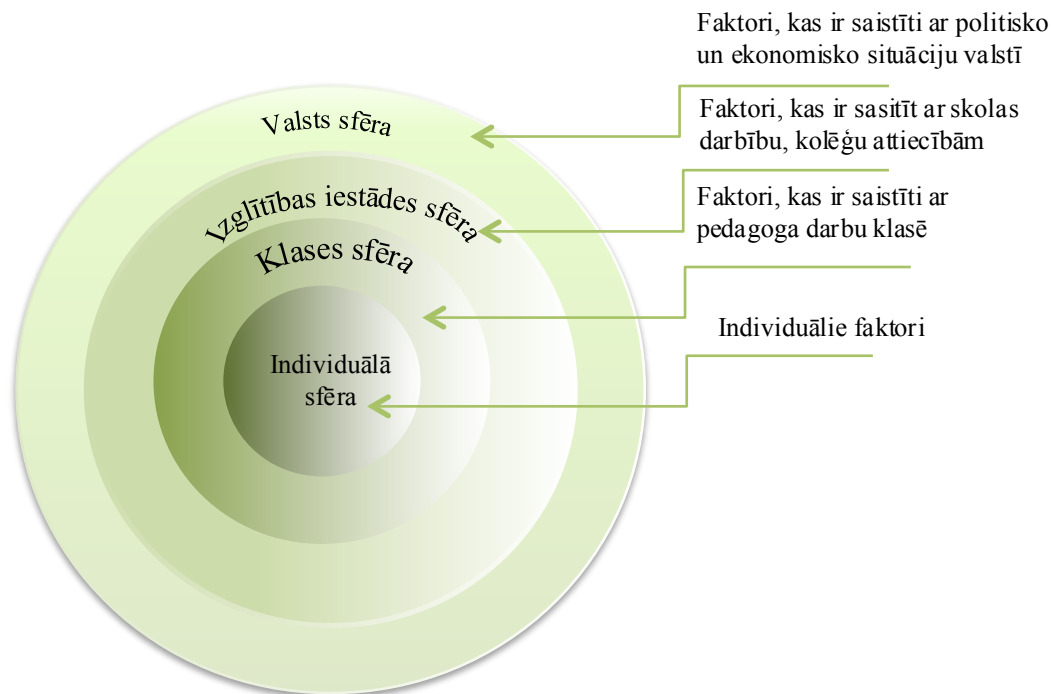 Faktori, kas ir saistīti ar politisko
un ekonomisko situāciju valstī
Faktori, kas ir sasitīt ar skolas
darbību, kolēģu attiecībām
Faktori, kas ir saistīti ar
pedagoga darbu klasē
Individuālie faktori
Valsts sfēra
Izglītības iestādes sfēra
Klases sfēra
Individuālā
sfēra